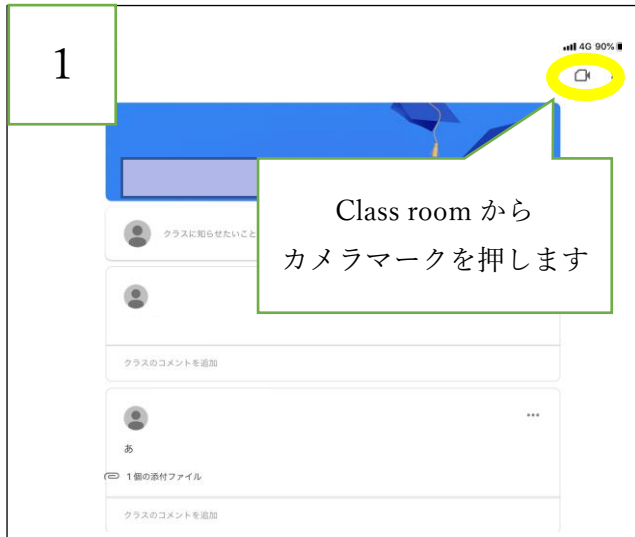 1
4G 90%
Class room から
カメラマークを押します
クラスに知らせたいこと
クラスのコメントを追加
あ
1 個の添付ファイル
クラスのコメントを追加